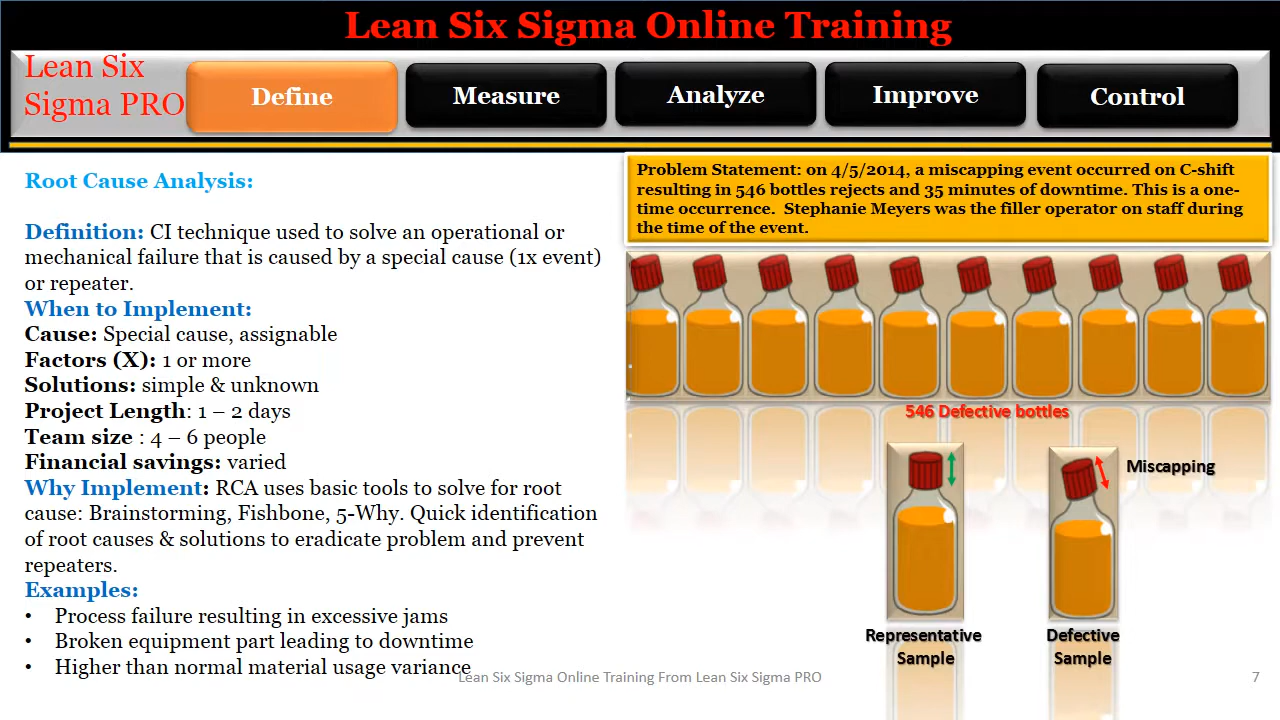 Lean Six Sigma Online Training
Lean Six
Sigma PRO
Define
Measure
Analyze
Improve
Control
Root Cause Analysis:
Definition: CI technique used to solve an operational or
mechanical failure that is caused by a special cause (1x event)
or repeater.
When to Implement:
Cause: Special cause, assignable
Factors (X): 1 or more
Solutions: simple & unknown
Project Length: 1 – 2 days
Team size : 4 – 6 people
Financial savings: varied
Why Implement: RCA uses basic tools to solve for root
cause: Brainstorming, Fishbone, 5-Why. Quick identification
of root causes & solutions to eradicate problem and prevent
repeaters.
Examples:
• Process failure resulting in excessive jams
• Broken equipment part leading to downtime
• Higher than normal material usage variance
Problem Statement: on 4/5/2014, a miscapping event occurred on C-shift
resulting in 546 bottles rejects and 35 minutes of downtime. This is a one-
time occurrence. Stephanie Meyers was the filler operator on staff during
the time of the event.
546 Defective bottles
Miscapping
Representative
Sample
Defective
Sample
Lean Six Sigma Online Training From Lean Six Sigma PRO
7